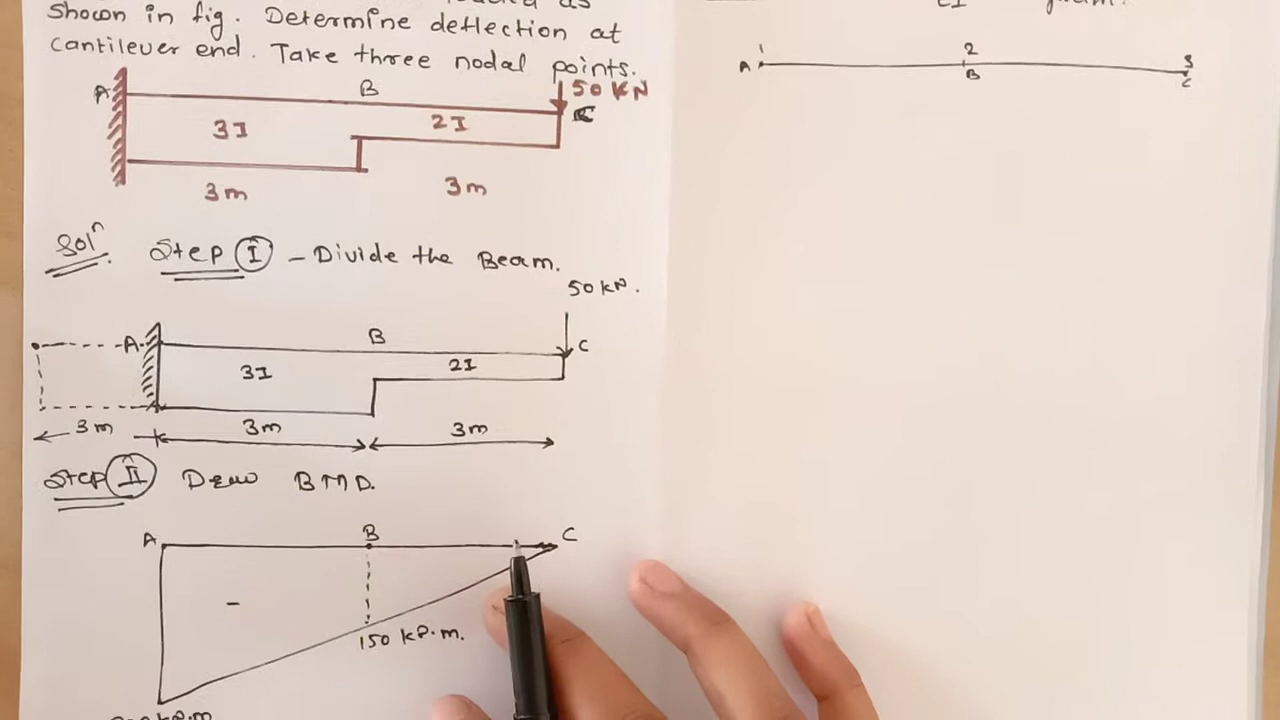 as
shown in fig. Determine deflection at
cantilever end. Take three nodal points.
A B 50 KN
3I 2I C
3m 3m
Solⁿ. Step I - Divide the Beam.
50 kN.
A B C
3I 2I
3m 3m 3m
Step II Draw BMD.
A B C
-
150 kN.m.
kN.m
1 2 3
A B C